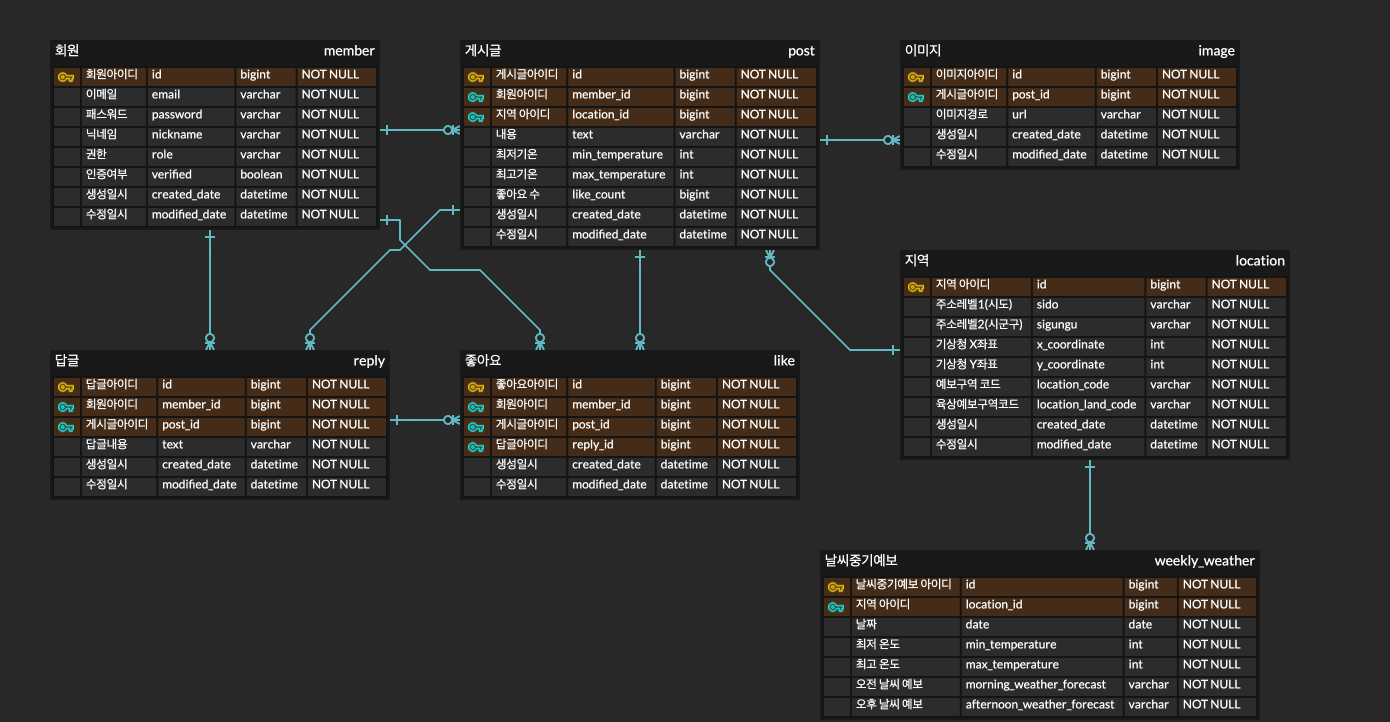 회원 member
회원아이디 id bigint NOT NULL
이메일 email varchar NOT NULL
패스워드 password varchar NOT NULL
닉네임 nickname varchar NOT NULL
권한 role varchar NOT NULL
인증여부 verified boolean NOT NULL
생성일시 created_date datetime NOT NULL
수정일시 modified_date datetime NOT NULL
게시글 post
게시글아이디 id bigint NOT NULL
회원아이디 member_id bigint NOT NULL
지역 아이디 location_id bigint NOT NULL
내용 text varchar NOT NULL
최저기온 min_temperature int NOT NULL
최고기온 max_temperature int NOT NULL
좋아요 수 like_count bigint NOT NULL
생성일시 created_date datetime NOT NULL
수정일시 modified_date datetime NOT NULL
이미지 image
이미지아이디 id bigint NOT NULL
게시글아이디 post_id bigint NOT NULL
이미지경로 url varchar NOT NULL
생성일시 created_date datetime NOT NULL
수정일시 modified_date datetime NOT NULL
지역 location
지역 아이디 id bigint NOT NULL
주소레벨1(시도) sido varchar NOT NULL
주소레벨2(시군구) sigungu varchar NOT NULL
기상청 X좌표 x_coordinate int NOT NULL
기상청 Y좌표 y_coordinate int NOT NULL
예보구역 코드 location_code varchar NOT NULL
육상예보구역코드 location_land_code varchar NOT NULL
생성일시 created_date datetime NOT NULL
수정일시 modified_date datetime NOT NULL
답글 reply
답글아이디 id bigint NOT NULL
회원아이디 member_id bigint NOT NULL
게시글아이디 post_id bigint NOT NULL
답글내용 text varchar NOT NULL
생성일시 created_date datetime NOT NULL
수정일시 modified_date datetime NOT NULL
좋아요 like
좋아요아이디 id bigint NOT NULL
회원아이디 member_id bigint NOT NULL
게시글아이디 post_id bigint NOT NULL
답글아이디 reply_id bigint NOT NULL
생성일시 created_date datetime NOT NULL
수정일시 modified_date datetime NOT NULL
날씨중기예보 weekly_weather
날씨중기예보 아이디 id bigint NOT NULL
지역 아이디 location_id bigint NOT NULL
날짜 date date NOT NULL
최저 온도 min_temperature int NOT NULL
최고 온도 max_temperature int NOT NULL
오전 날씨 예보 morning_weather_forecast varchar NOT NULL
오후 날씨 예보 afternoon_weather_forecast varchar NOT NULL